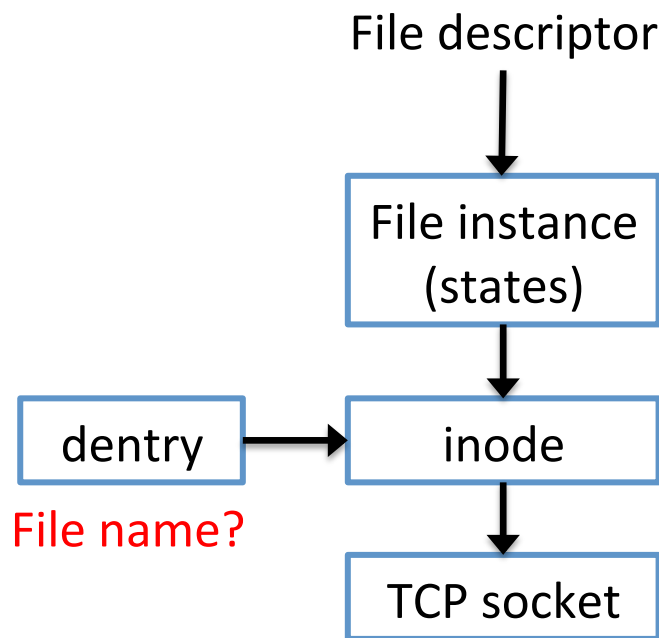 File descriptor
File instance
(states)
dentry
inode
File name?
TCP socket